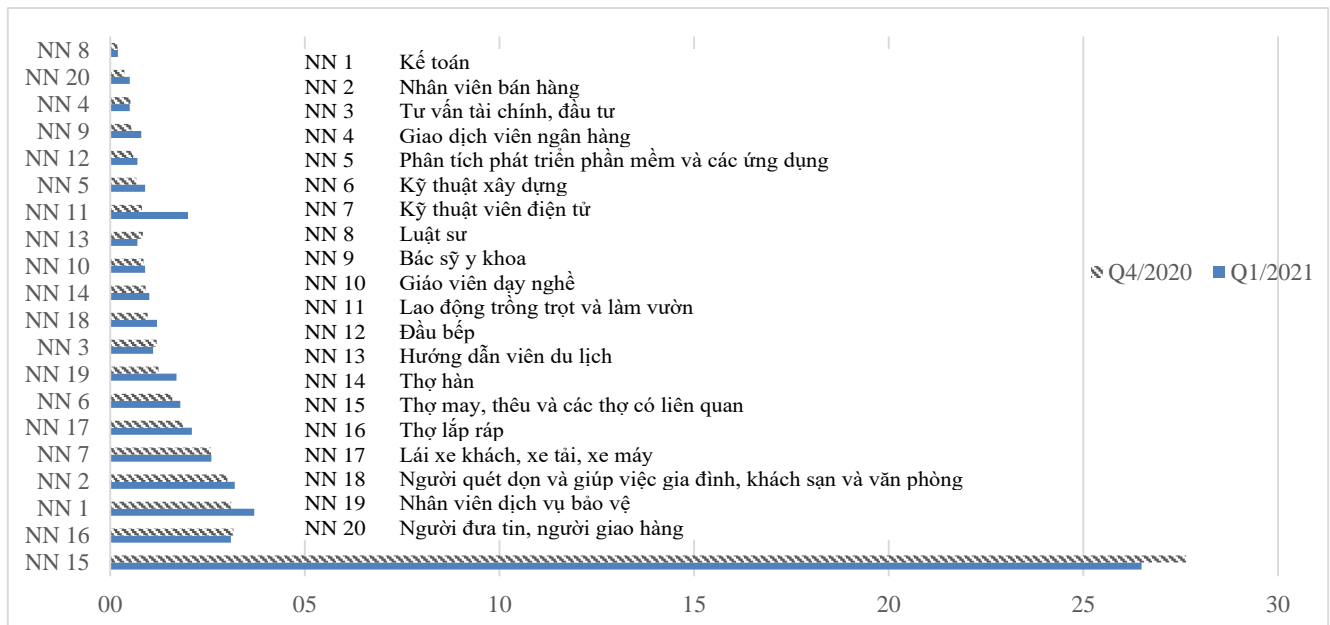 NN 8
NN 20
NN 4
NN 9
NN 12
NN 5
NN 11
NN 13
NN 10
NN 14
NN 18
NN 3
NN 19
NN 6
NN 17
NN 7
NN 2
NN 1
NN 16
NN 15
NN 1 Kế toán
NN 2 Nhân viên bán hàng
NN 3 Tư vấn tài chính, đầu tư
NN 4 Giao dịch viên ngân hàng
NN 5 Phân tích phát triển phần mềm và các ứng dụng
NN 6 Kỹ thuật xây dựng
NN 7 Kỹ thuật viên điện tử
NN 8 Luật sư
NN 9 Bác sỹ y khoa
NN 10 Giáo viên dạy nghề
NN 11 Lao động trồng trọt và làm vườn
NN 12 Đầu bếp
NN 13 Hướng dẫn viên du lịch
NN 14 Thợ hàn
NN 15 Thợ may, thêu và các thợ có liên quan
NN 16 Thợ lắp ráp
NN 17 Lái xe khách, xe tải, xe máy
NN 18 Người quét dọn và giúp việc gia đình, khách sạn và văn phòng
NN 19 Nhân viên dịch vụ bảo vệ
NN 20 Người đưa tin, người giao hàng
Q4/2020 Q1/2021
00 05 10 15 20 25 30